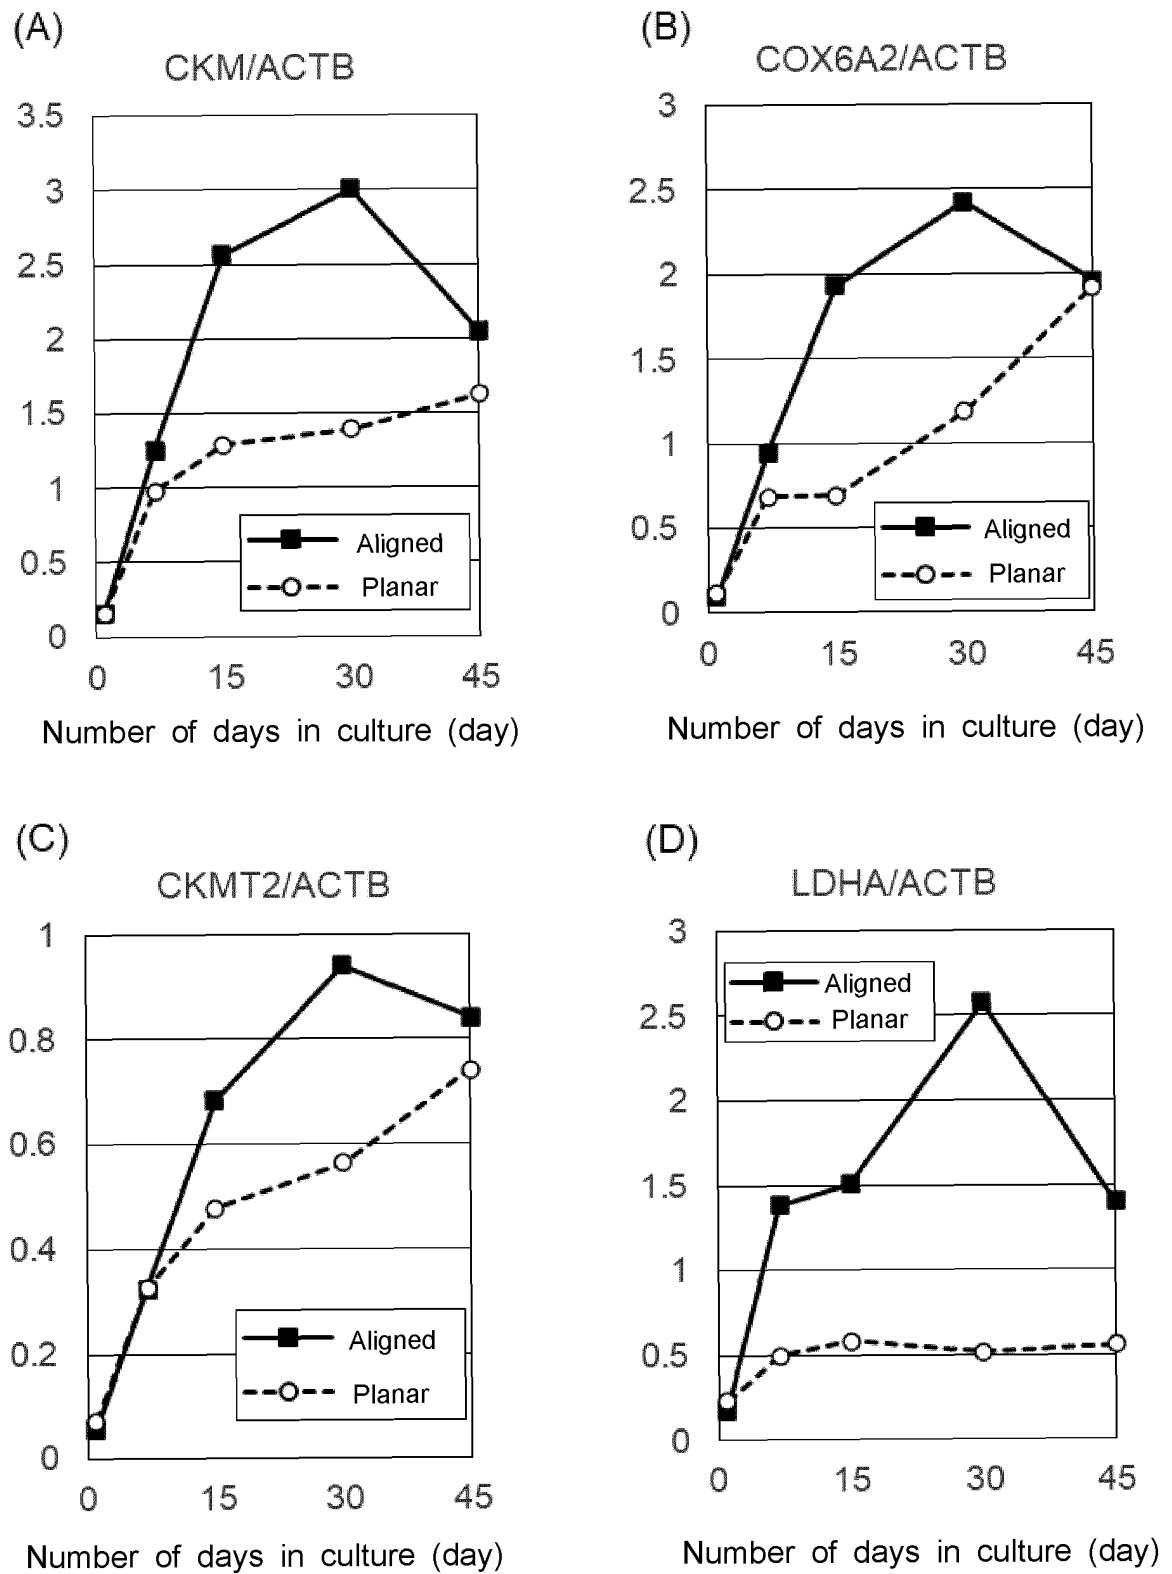 (A)
CKM/ACTB
3.5
3
2.5
2
1.5
1
0.5
0
Aligned
Planar
0 15 30 45
Number of days in culture (day)
(B)
COX6A2/ACTB
3
2.5
2
1.5
1
0.5
0
Aligned
Planar
0 15 30 45
Number of days in culture (day)
(C)
CKMT2/ACTB
1
0.8
0.6
0.4
0.2
0
Aligned
Planar
0 15 30 45
Number of days in culture (day)
(D)
LDHA/ACTB
3
2.5
2
1.5
1
0.5
0
Aligned
Planar
0 15 30 45
Number of days in culture (day)